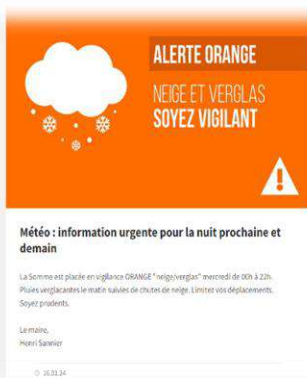 ALERTE ORANGE
NEIGE ET VERGLAS
SOYEZ VIGILANT
Météo : information urgente pour la nuit prochaine et
demain
La Somme est placée en vigilance ORANGE "neige/verglas" mercredi de 00h à 22h.
Pluies verglacantes le matin suivies de chutes de neige. Limitez vos déplacements.
Soyez prudents.
Le maire,
Henri Sannier
16.01.24